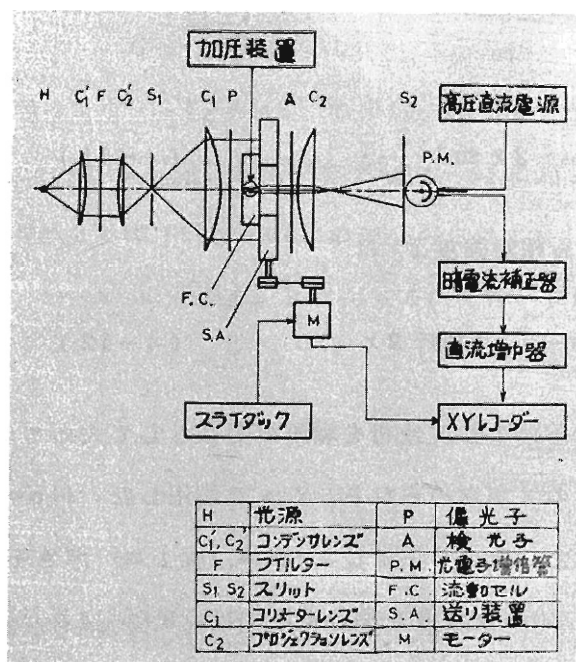 加圧装置
H C₁' F C₂' S₁ C₁ P A C₂ S₂
高圧直流電源
P.M.
F.C.
S.A.
M
暗電流補正器
直流増巾器
スライダック
XYレコーダー
H 光源 P 偏光子
C₁', C₂' コンデンサレンズ A 検光子
F フィルター P.M. 光電子増倍管
S₁ S₂ スリット F.C 流動セル
C₁ コリメーターレンズ S.A. 送り装置
C₂ プロジェクションレンズ M モーター